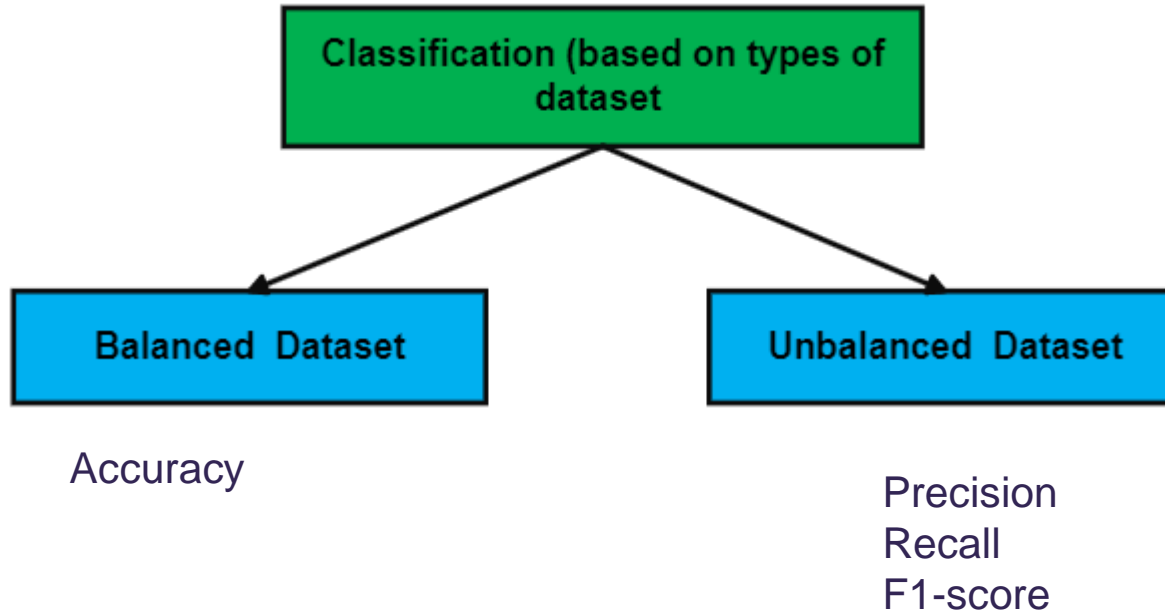 Classification (based on types of
dataset
Balanced Dataset
Unbalanced Dataset
Accuracy
Precision
Recall
F1-score